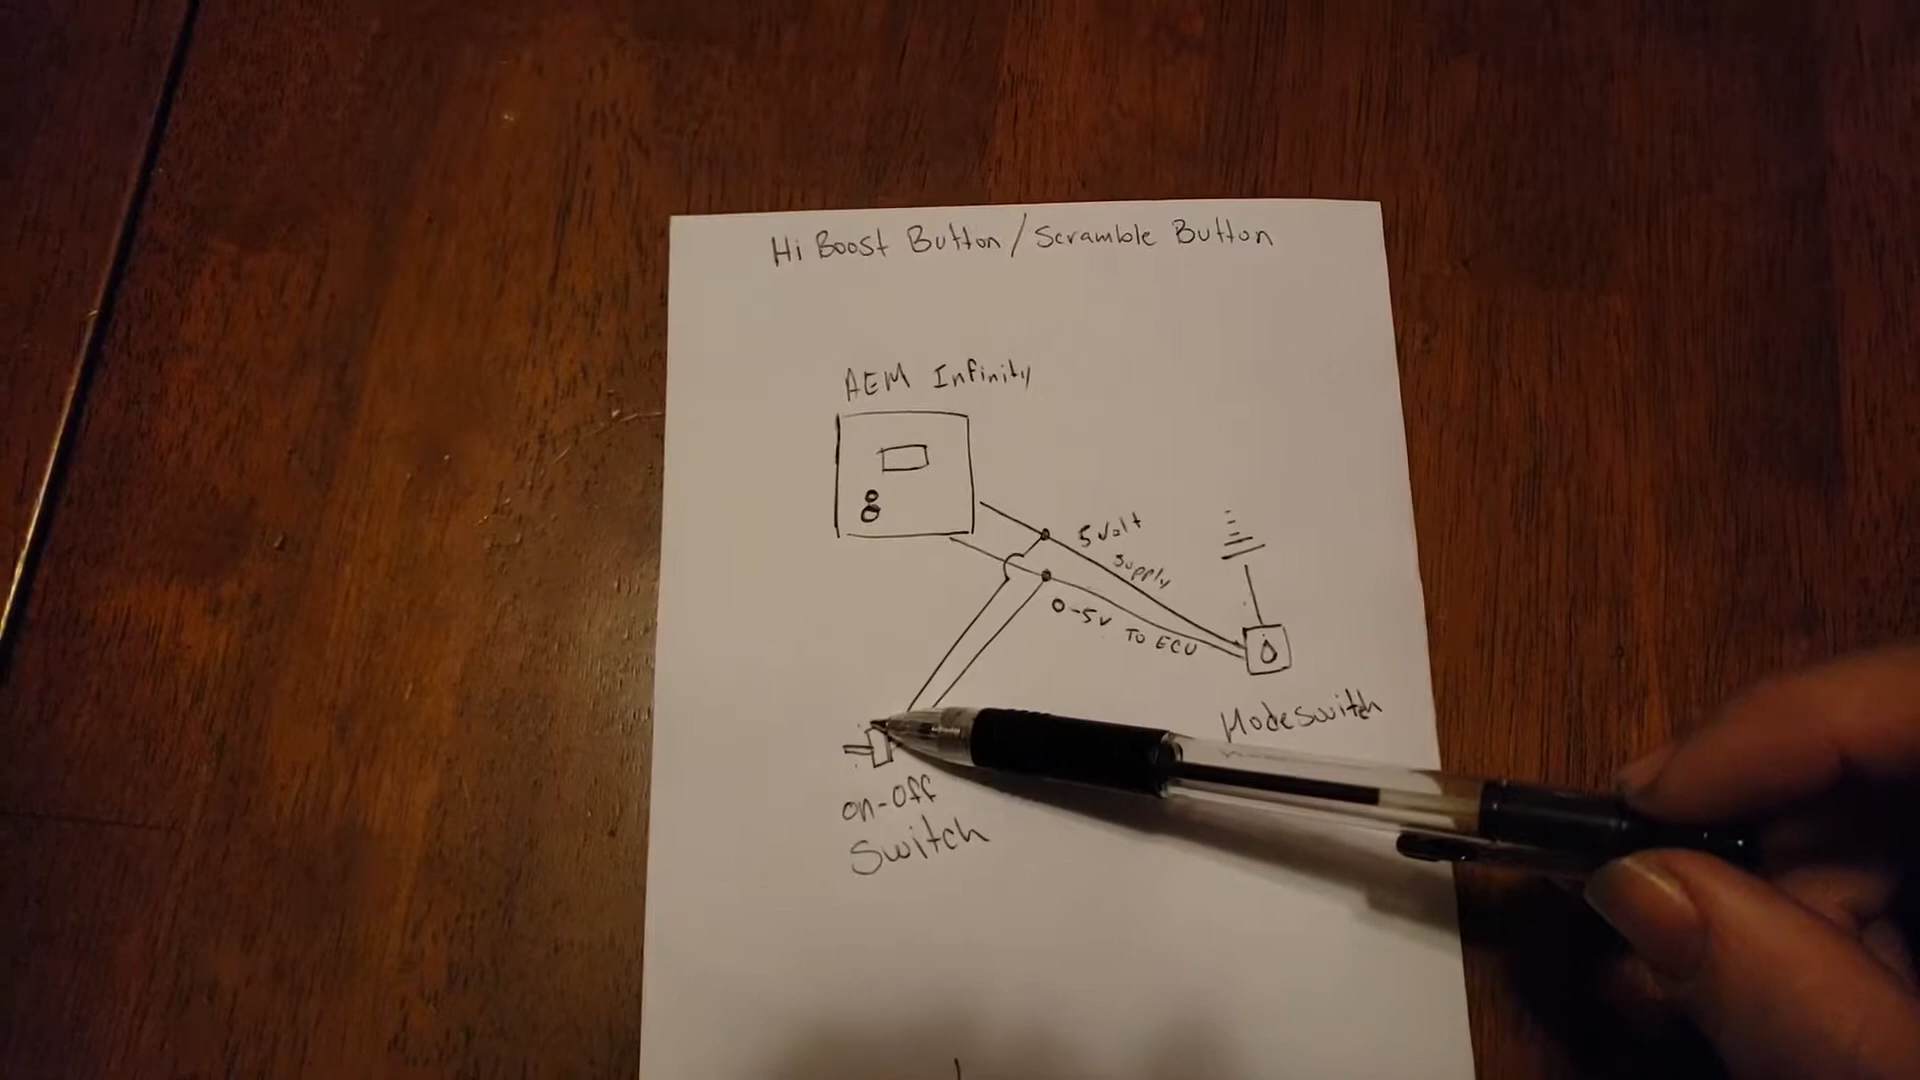 Hi Boost Button/Scramble Button
AEM Infinity
5 volt
supply
0-5v TO ECU
Modeswitch
on-off
Switch